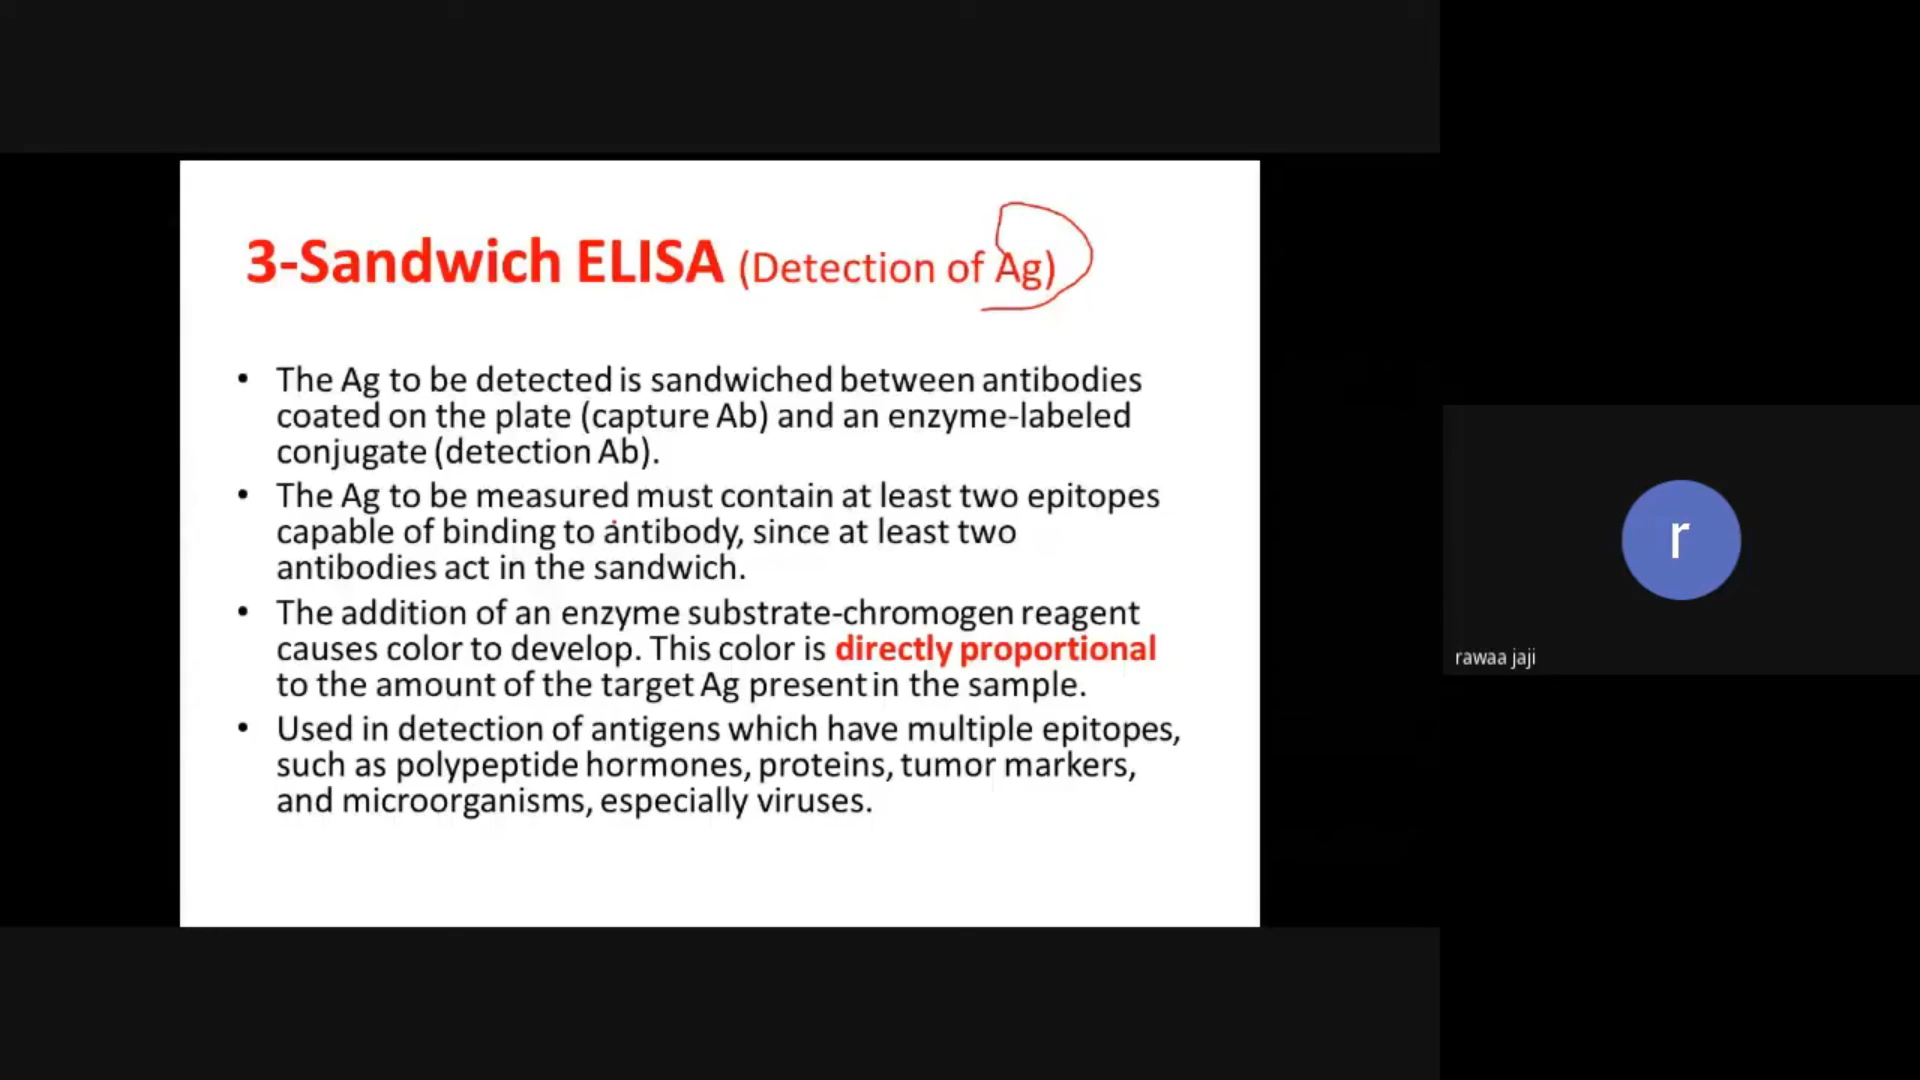 3-Sandwich ELISA (Detection of Ag)
• The Ag to be detected is sandwiched between antibodies
coated on the plate (capture Ab) and an enzyme-labeled
conjugate (detection Ab).
• The Ag to be measured must contain at least two epitopes
capable of binding to antibody, since at least two
antibodies act in the sandwich.
• The addition of an enzyme substrate-chromogen reagent
causes color to develop. This color is directly proportional
to the amount of the target Ag present in the sample.
• Used in detection of antigens which have multiple epitopes,
such as polypeptide hormones, proteins, tumor markers,
and microorganisms, especially viruses.
r
rawaa jaji